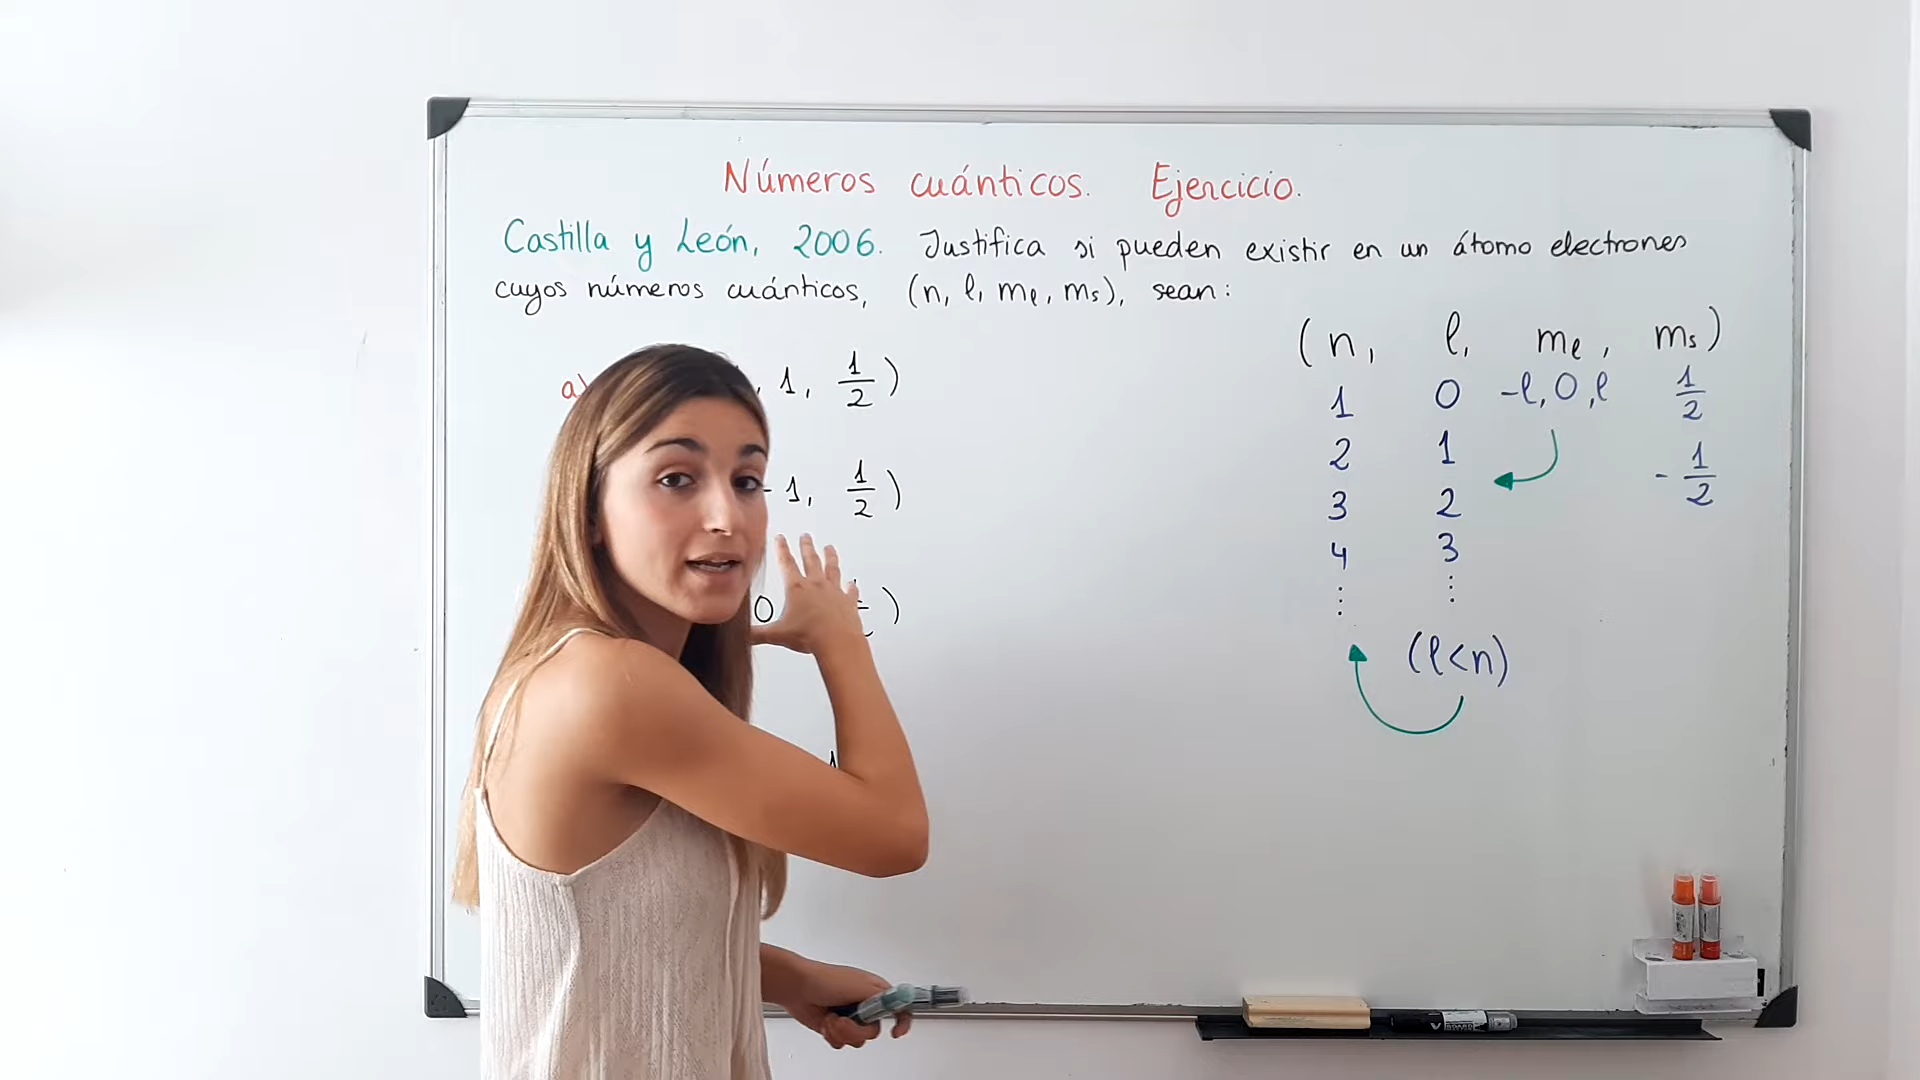 Números cuánticos. Ejercicio.
Castilla y León, 2006. Justifica si pueden existir en un átomo electrones
cuyos números cuánticos, (n, l, mₗ, mₛ), sean:
a) , 1, 1/2)
- 1, 1/2)
0 )
(n, l, mₗ, mₛ)
1 0 -l, 0, l 1/2
2 1 - 1/2
3 2
4 3
⋮ ⋮
(l<n)